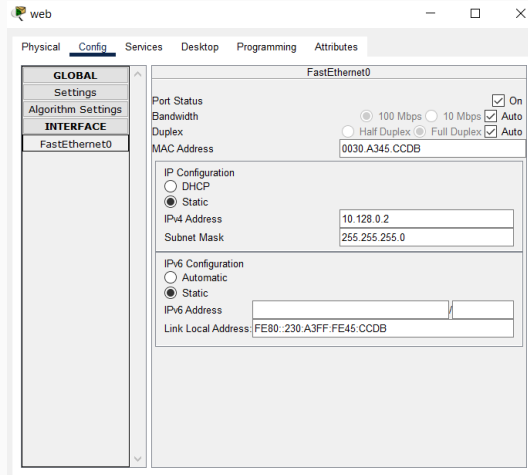 web
Physical Config Services Desktop Programming Attributes
GLOBAL
Settings
Algorithm Settings
INTERFACE
FastEthernet0
FastEthernet0
Port Status On
Bandwidth 100 Mbps 10 Mbps Auto
Duplex Half Duplex Full Duplex Auto
MAC Address 0030.A345.CCDB
IP Configuration
DHCP
Static
IPv4 Address 10.128.0.2
Subnet Mask 255.255.255.0
IPv6 Configuration
Automatic
Static
IPv6 Address /
Link Local Address: FE80::230:A3FF:FE45:CCDB